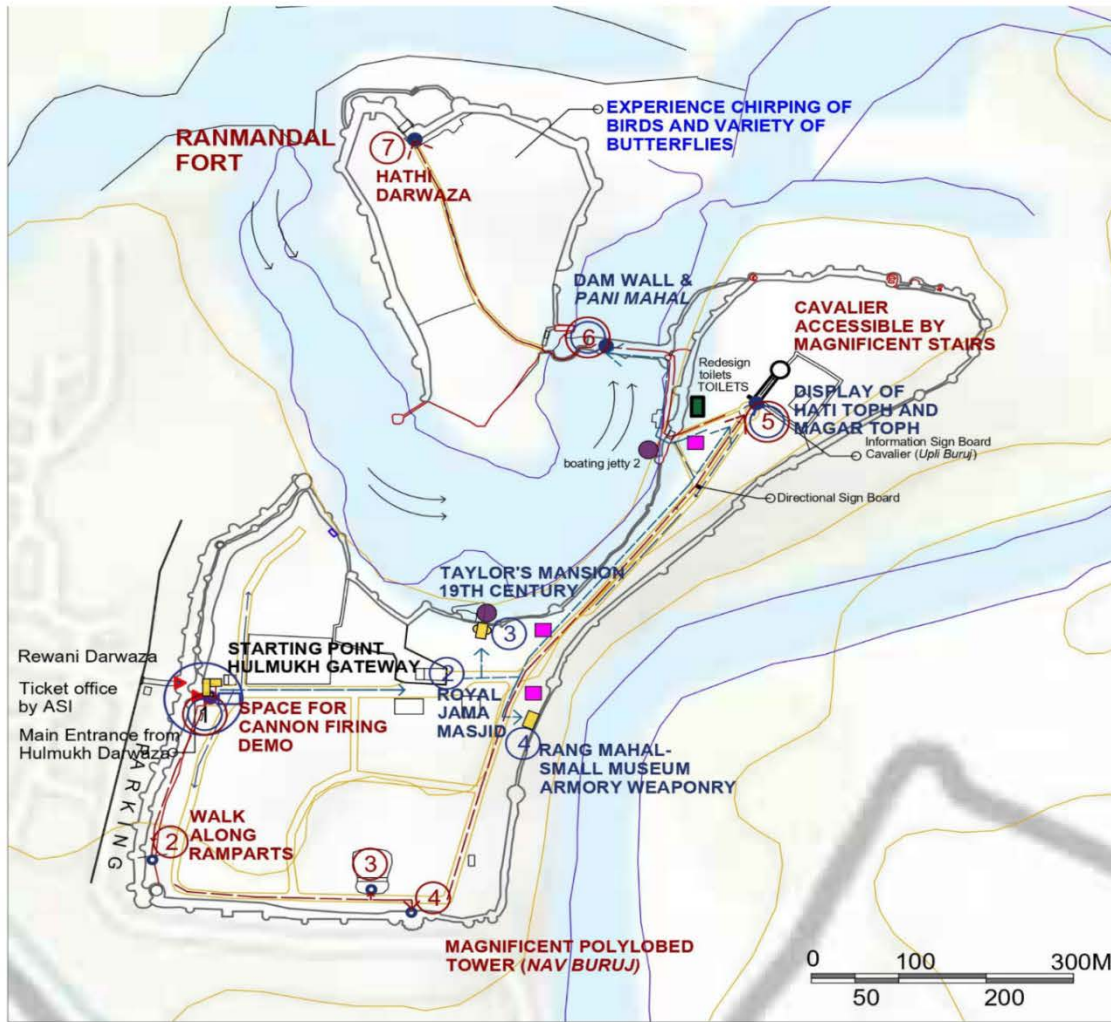 RANMANDAL
FORT
7
HATHI
DARWAZA
EXPERIENCE CHIRPING OF
BIRDS AND VARIETY OF
BUTTERFLIES
DAM WALL &
PANI MAHAL
6
CAVALIER
ACCESSIBLE BY
MAGNIFICENT STAIRS
Redesign
toilets
TOILETS
DISPLAY OF
HATI TOPH AND
MAGAR TOPH
5
Information Sign Board
Cavalier (Upli Buruj)
boating jetty 2
Directional Sign Board
TAYLOR'S MANSION
19TH CENTURY
3
STARTING POINT
HULMUKH GATEWAY
2
Rewani Darwaza
Ticket office
by ASI
SPACE FOR
CANNON FIRING
DEMO
ROYAL
JAMA
MASJID
Main Entrance from
Hulmukh Darwaza
4
RANG MAHAL-
SMALL MUSEUM
ARMORY WEAPONRY
PARKING
2
WALK
ALONG
RAMPARTS
3
4
MAGNIFICENT POLYLOBED
TOWER (NAV BURUJ)
0 100 300M
50 200